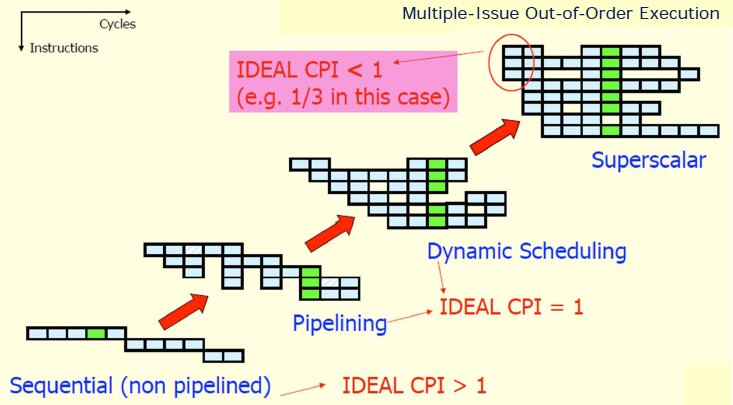 Multiple-Issue Out-of-Order Execution
Cycles
Instructions
IDEAL CPI < 1
(e.g. 1/3 in this case)
Superscalar
Dynamic Scheduling
IDEAL CPI = 1
Pipelining
Sequential (non pipelined)
IDEAL CPI > 1